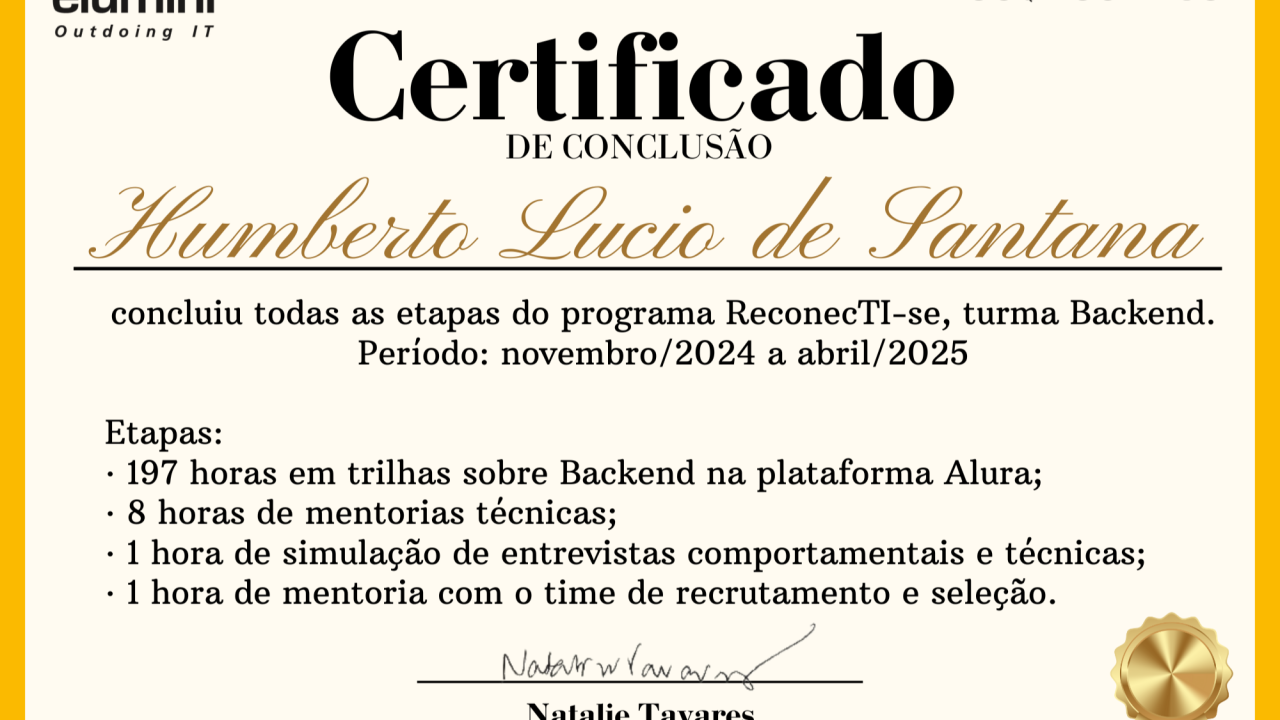 elumini
Outdoing IT
Certificado
DE CONCLUSÃO
Humberto Lucio de Santana
concluiu todas as etapas do programa ReconecTI-se, turma Backend.
Período: novembro/2024 a abril/2025
Etapas:
· 197 horas em trilhas sobre Backend na plataforma Alura;
· 8 horas de mentorias técnicas;
· 1 hora de simulação de entrevistas comportamentais e técnicas;
· 1 hora de mentoria com o time de recrutamento e seleção.
Natalie Tavares
Natalie Tavares